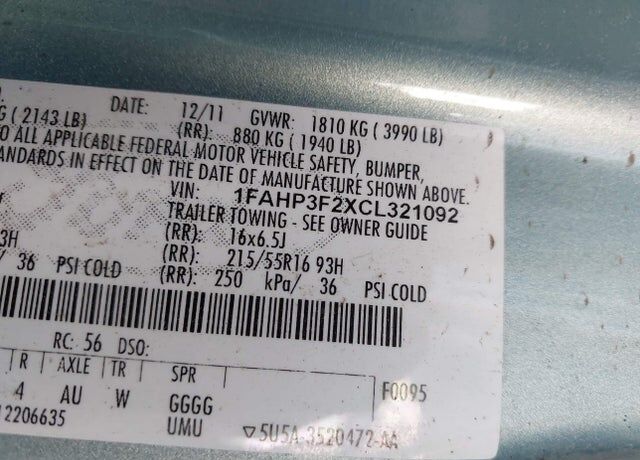 DATE: 12/11 GVWR: 1810 KG ( 3990 LB)
G ( 2143 LB) (RR): 880 KG ( 1940 LB)
O ALL APPLICABLE FEDERAL MOTOR VEHICLE SAFETY, BUMPER,
ANDARDS IN EFFECT ON THE DATE OF MANUFACTURE SHOWN ABOVE.
VIN: 1FAHP3F2XCL321092
TRAILER TOWING - SEE OWNER GUIDE
(RR): 16x6.5J
3H (RR): 215/55R16 93H
/ 36 PSI COLD (RR): 250 kPa/ 36 PSI COLD
RC: 56 DSO:
R AXLE TR SPR
4 AU W GGGG F0095
12206635 UMU ▽5U5A-3520472-AA